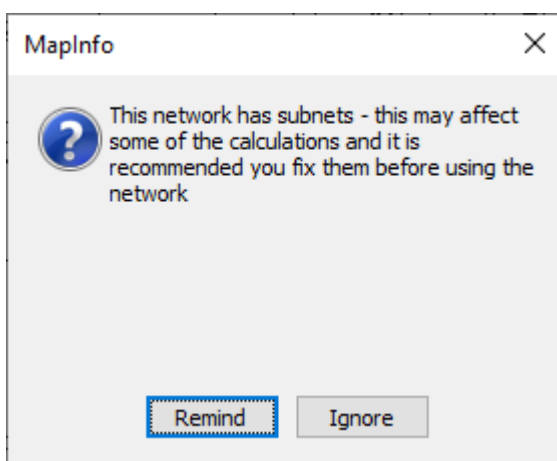 MapInfo
This network has subnets - this may affect
some of the calculations and it is
recommended you fix them before using the
network
Remind Ignore